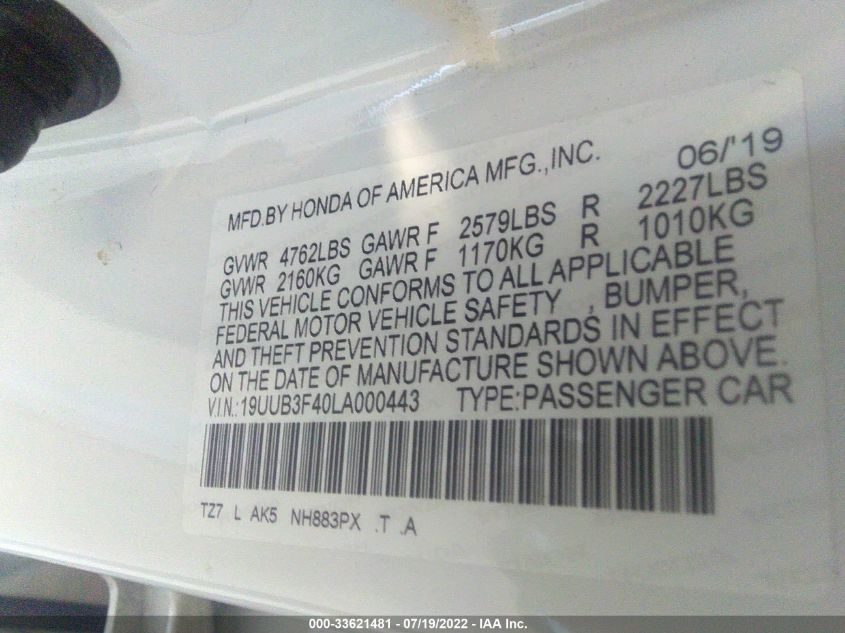 MFD.BY HONDA OF AMERICA MFG.,INC. 06/'19
GVWR 4762LBS GAWR F 2579LBS R 2227LBS
GVWR 2160KG GAWR F 1170KG R 1010KG
THIS VEHICLE CONFORMS TO ALL APPLICABLE
FEDERAL MOTOR VEHICLE SAFETY , BUMPER,
AND THEFT PREVENTION STANDARDS IN EFFECT
ON THE DATE OF MANUFACTURE SHOWN ABOVE.
V.I.N.:19UUB3F40LA000443 TYPE:PASSENGER CAR
TZ7 L AK5 NH883PX .T .A
000-33621481 - 07/19/2022 - IAA Inc.